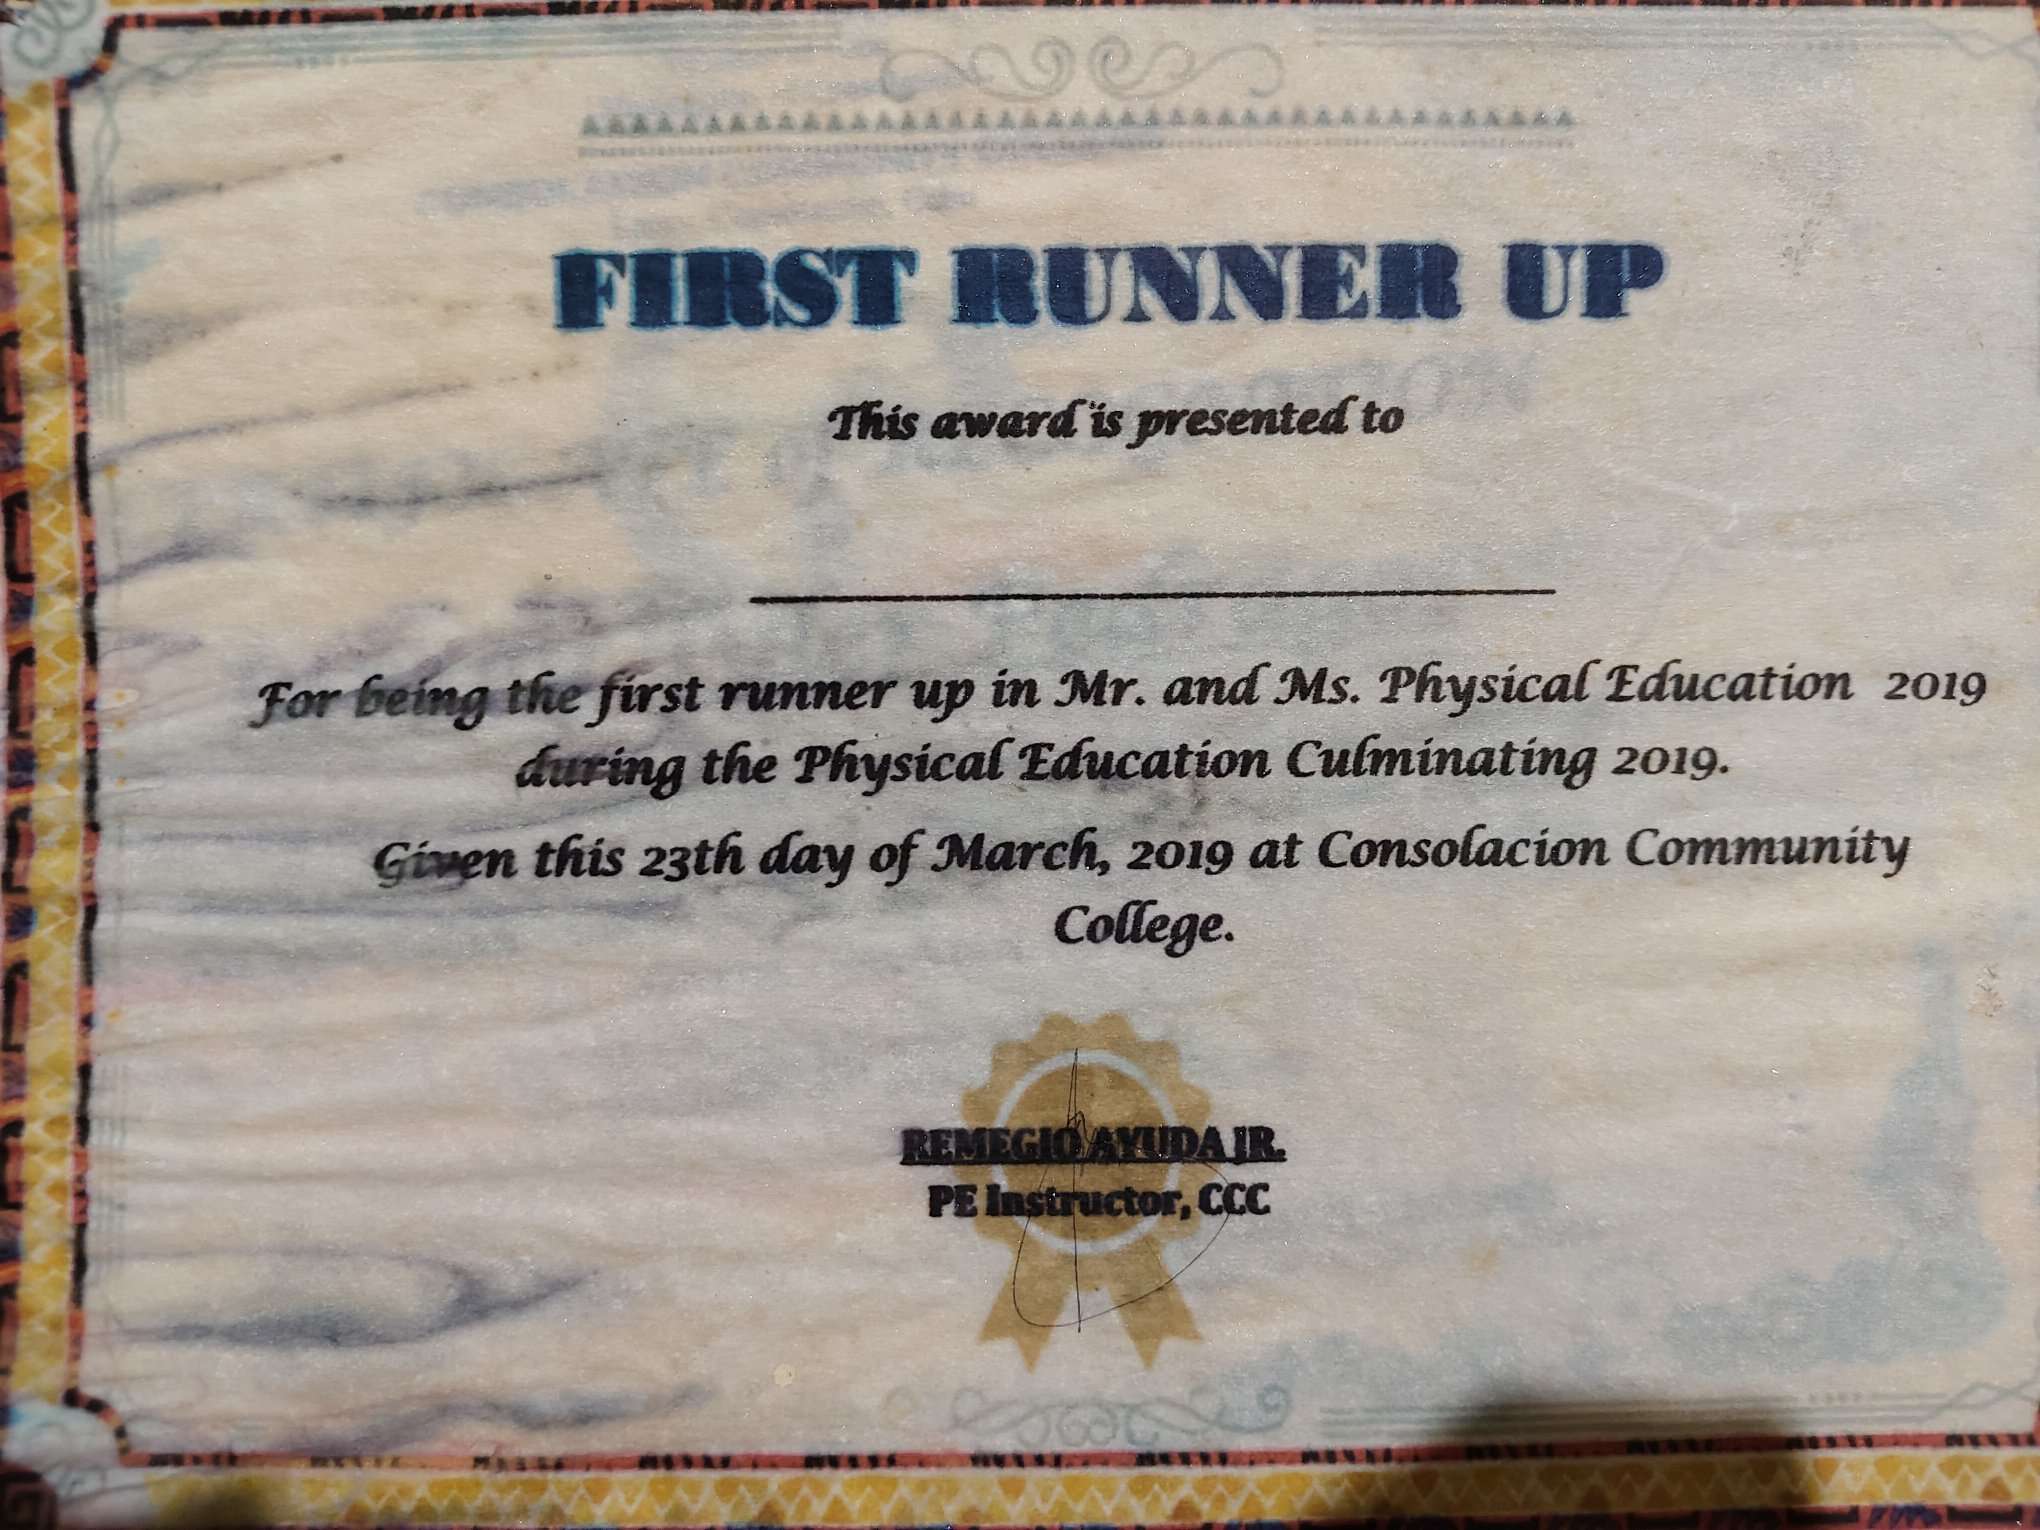 FIRST RUNNER UP
This award is presented to
For being the first runner up in Mr. and Ms. Physical Education 2019
during the Physical Education Culminating 2019.
Given this 23th day of March, 2019 at Consolacion Community
College.
REMEGIO AYUDA JR.
PE Instructor, CCC